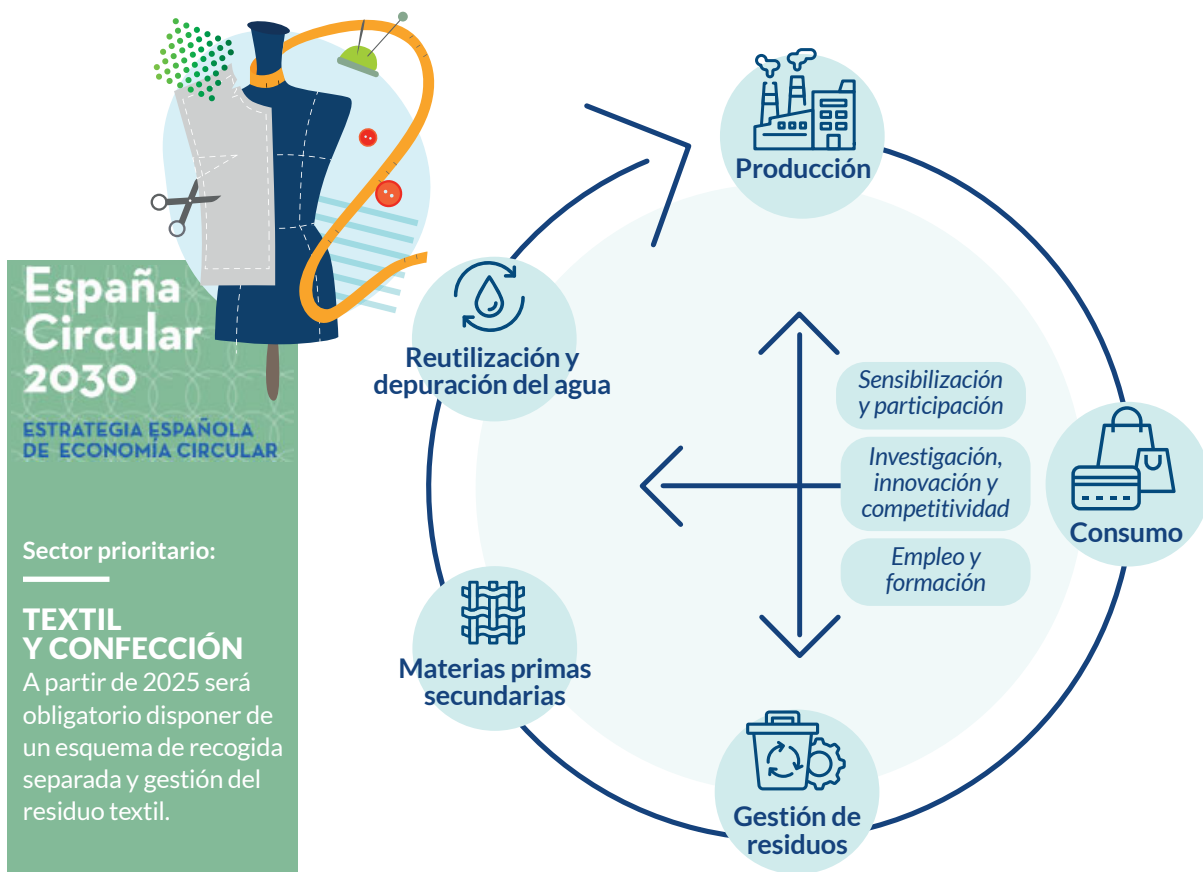 España
Circular
2030
ESTRATEGIA ESPAÑOLA
DE ECONOMÍA CIRCULAR
Sector prioritario:
TEXTIL
Y CONFECCIÓN
A partir de 2025 será
obligatorio disponer de
un esquema de recogida
separada y gestión del
residuo textil.
Producción
Consumo
Gestión de
residuos
Materias primas
secundarias
Reutilización y
depuración del agua
Sensibilización
y participación
Investigación,
innovación y
competitividad
Empleo y
formación